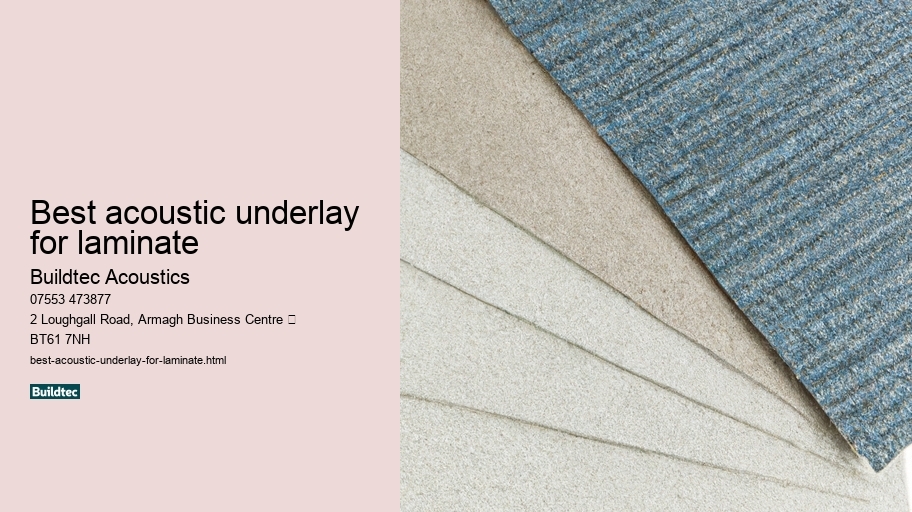 Best acoustic underlay
for laminate
Buildtec Acoustics
07553 473877
2 Loughgall Road, Armagh Business Centre 
BT61 7NH
best-acoustic-underlay-for-laminate.html
Buildtec